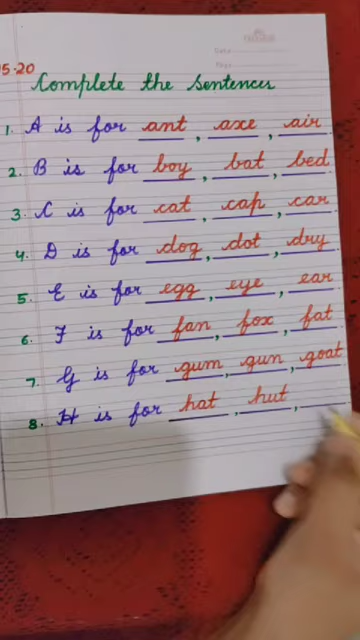 5-20
Date
Page
Complete the Sentences
1. A is for ant, axe, air
2. B is for boy, bat, bed
3. C is for cat, cap, car
4. D is for dog, dot, dry
5. E is for egg, eye, ear
6. F is for fan, fox, fat
7. G is for gum, gun, goat
8. H is for hat, hut,